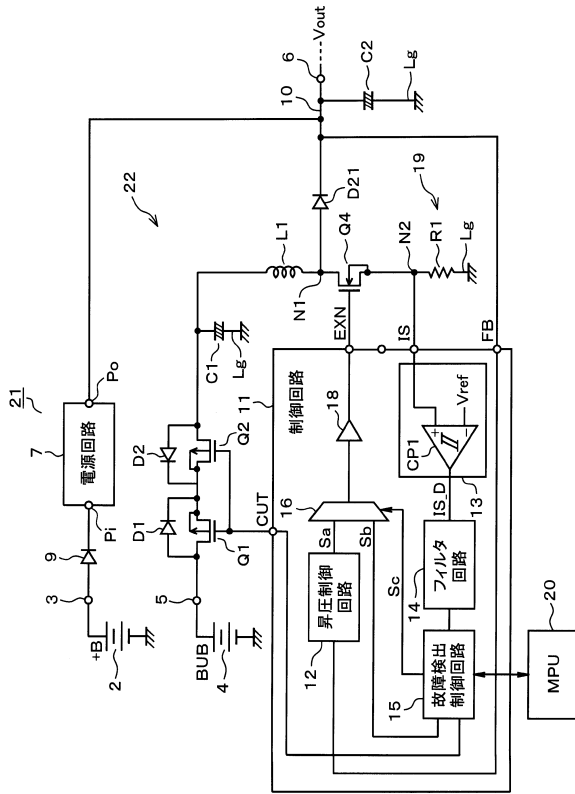 21
22
7
電源回路
Pi
Po
9
3
+B
2
5
BUB
4
D1
D2
Q1
Q2
C1
Lg
L1
N1
D21
10
6
Vout
C2
Lg
Q4
N2
19
R1
Lg
CUT
11
制御回路
EXN
IS
FB
18
16
Sa
Sb
Sc
昇圧制御
回路
12
CP1
+
−
Vref
IS_D
13
フィルタ
回路
14
故障検出
制御回路
15
20
MPU